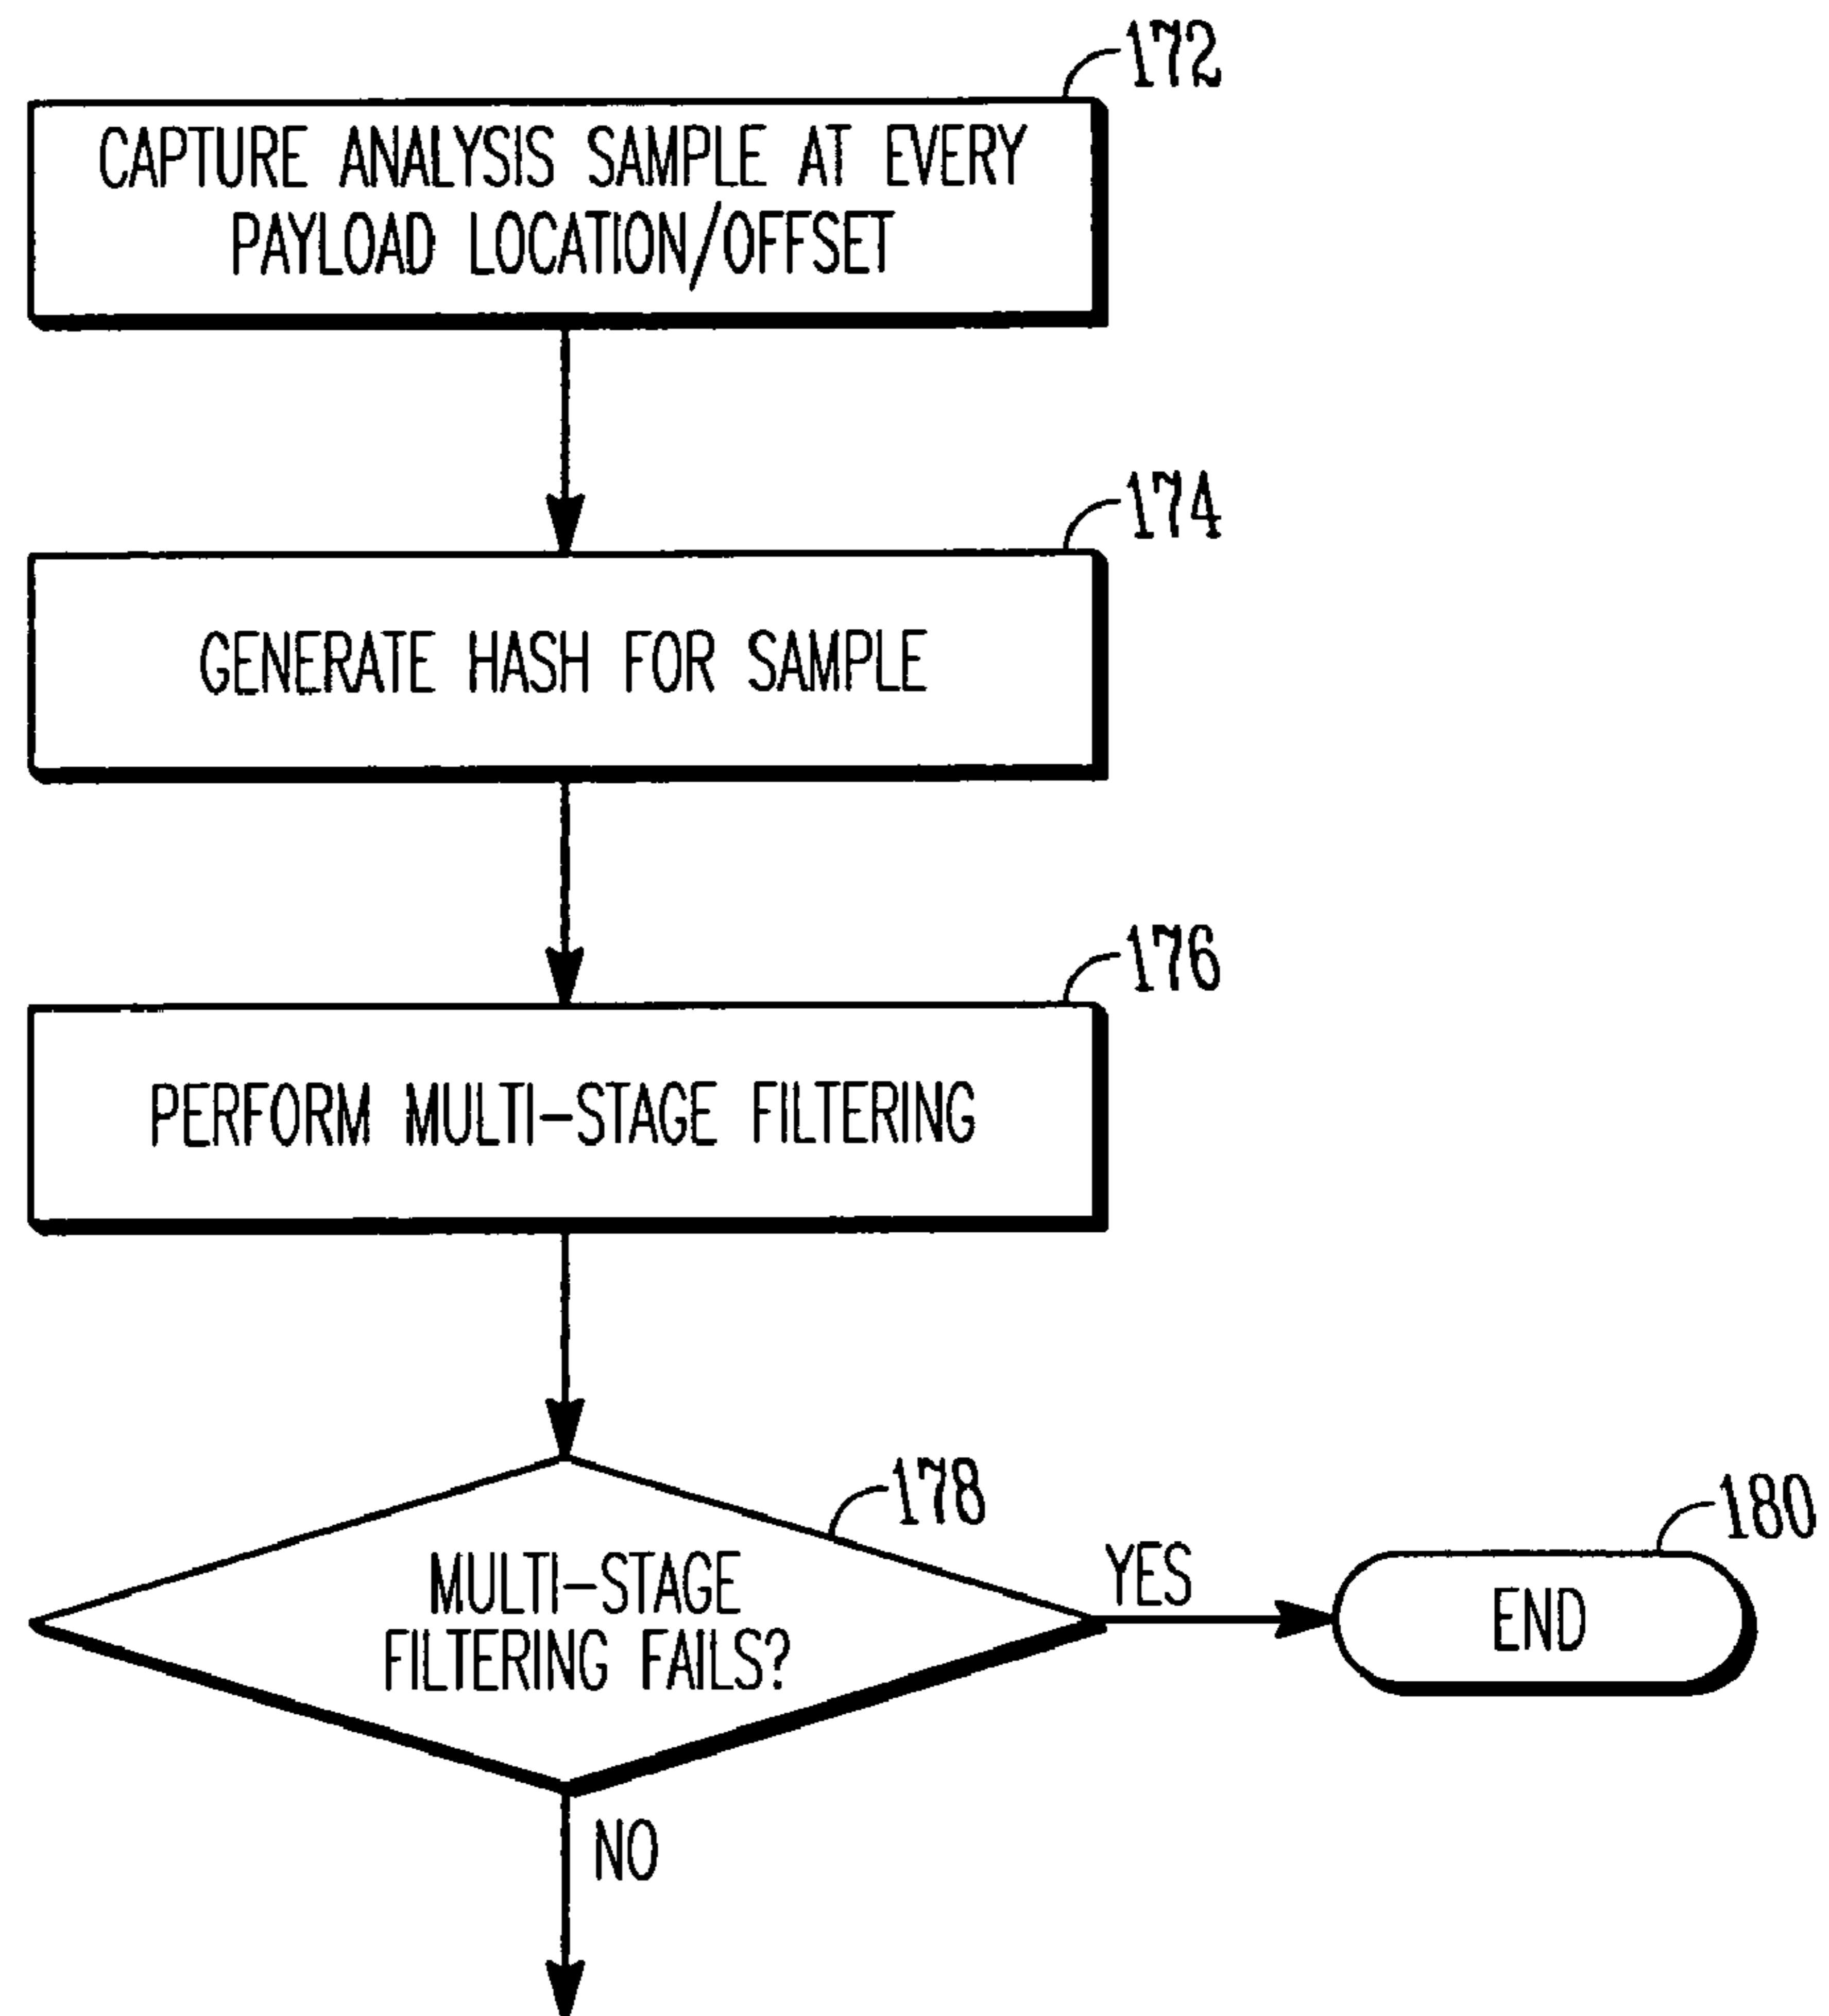 172
CAPTURE ANALYSIS SAMPLE AT EVERY
PAYLOAD LOCATION/OFFSET
174
GENERATE HASH FOR SAMPLE
176
PERFORM MULTI-STAGE FILTERING
178
MULTI-STAGE
FILTERING FAILS?
YES
180
END
NO